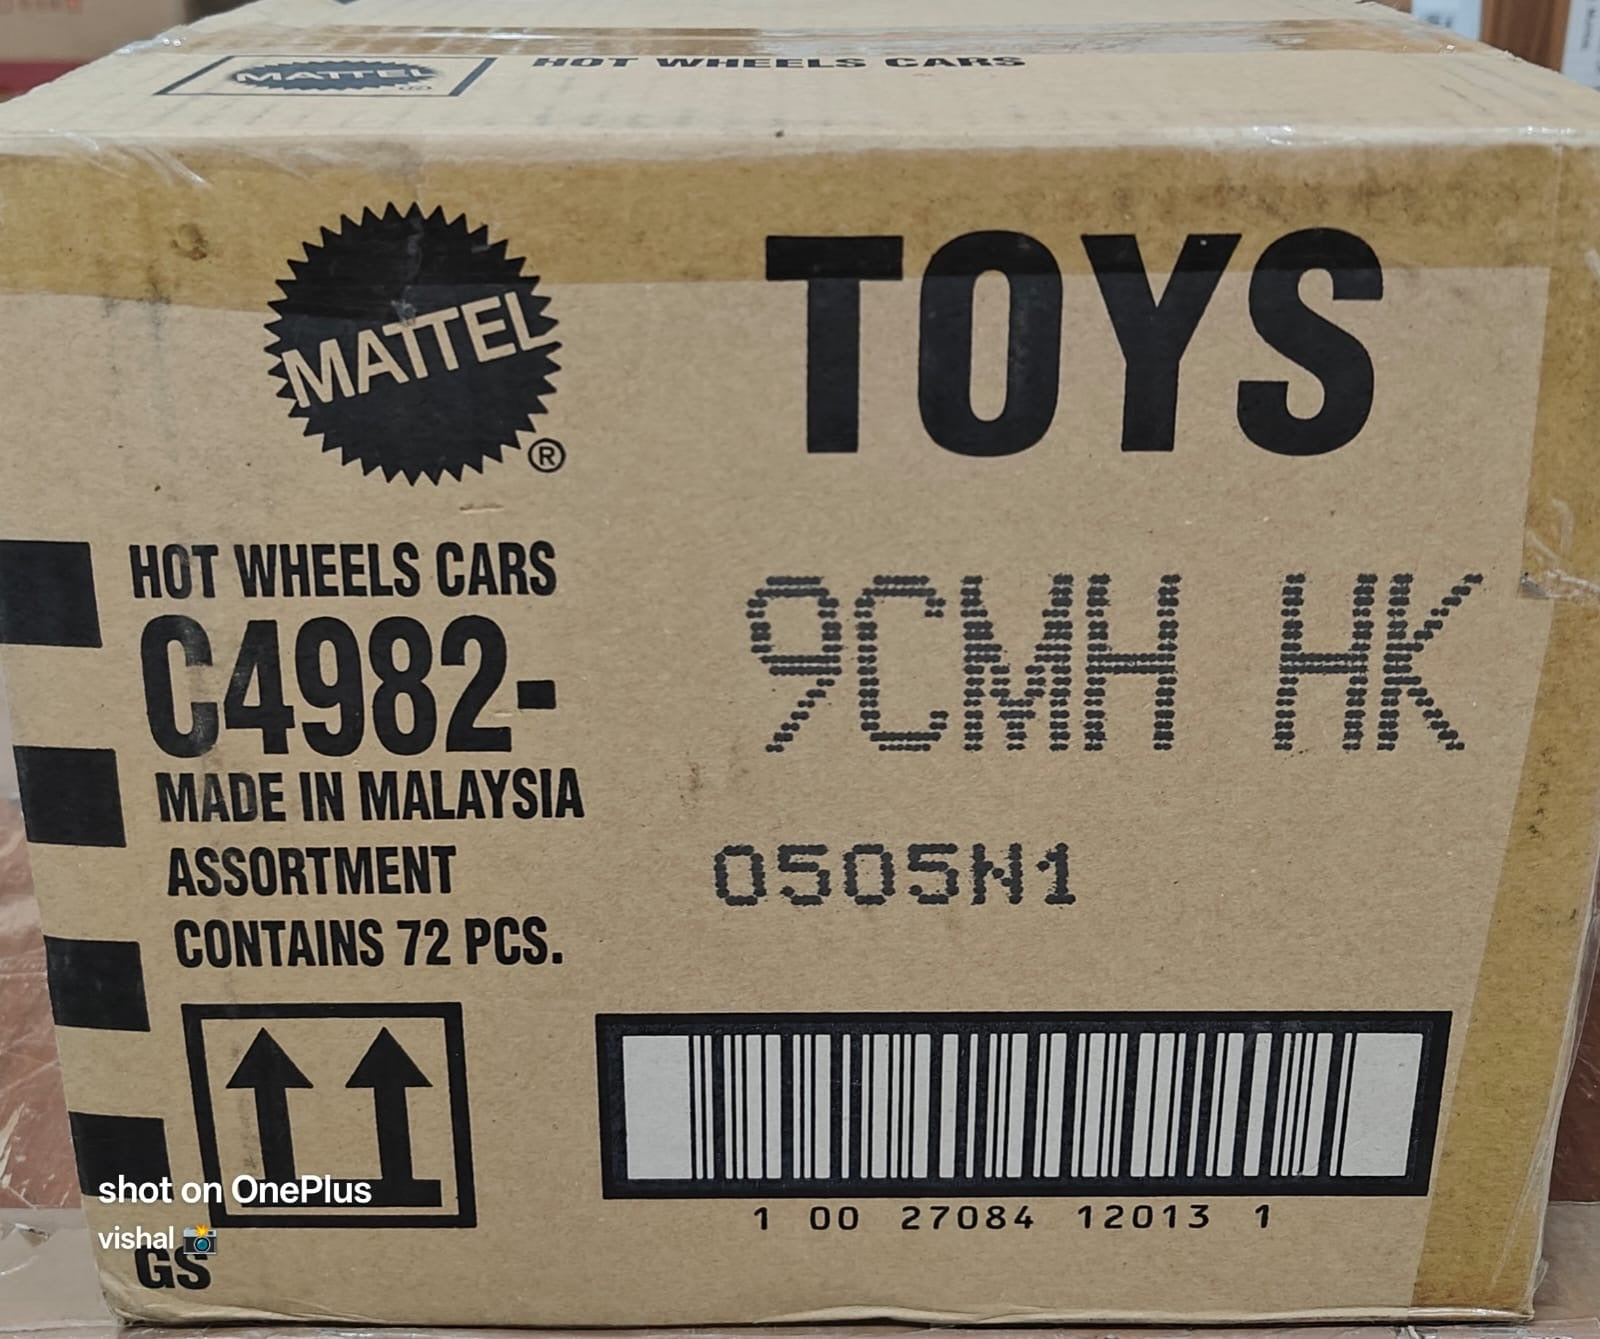 MATTEL
®
HOT WHEELS CARS
MATTEL
®
TOYS
HOT WHEELS CARS
C4982-
MADE IN MALAYSIA
ASSORTMENT
CONTAINS 72 PCS.
9CMH HK
0505N1
1 00 27084 12013 1
shot on OnePlus
vishal 📸
GS